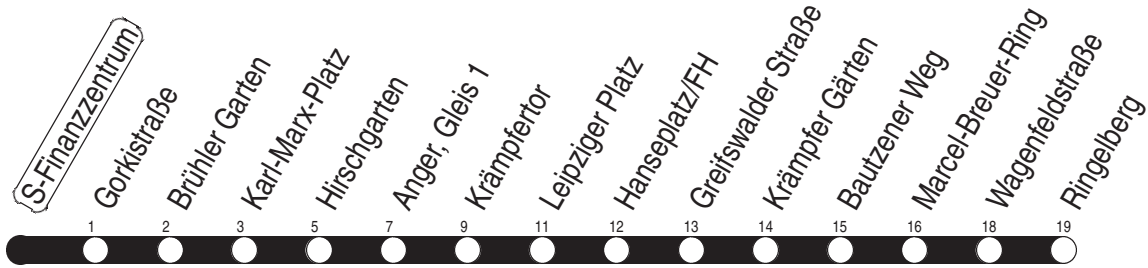 S-Finanzzentrum
Gorkistraße
Brühler Garten
Karl-Marx-Platz
Hirschgarten
Anger, Gleis 1
Krämpfertor
Leipziger Platz
Hanseplatz/FH
Greifswalder Straße
Krämpfer Gärten
Bautzener Weg
Marcel-Breuer-Ring
Wagenfeldstraße
Ringelberg
1 2 3 5 7 9 11 12 13 14 15 16 18 19